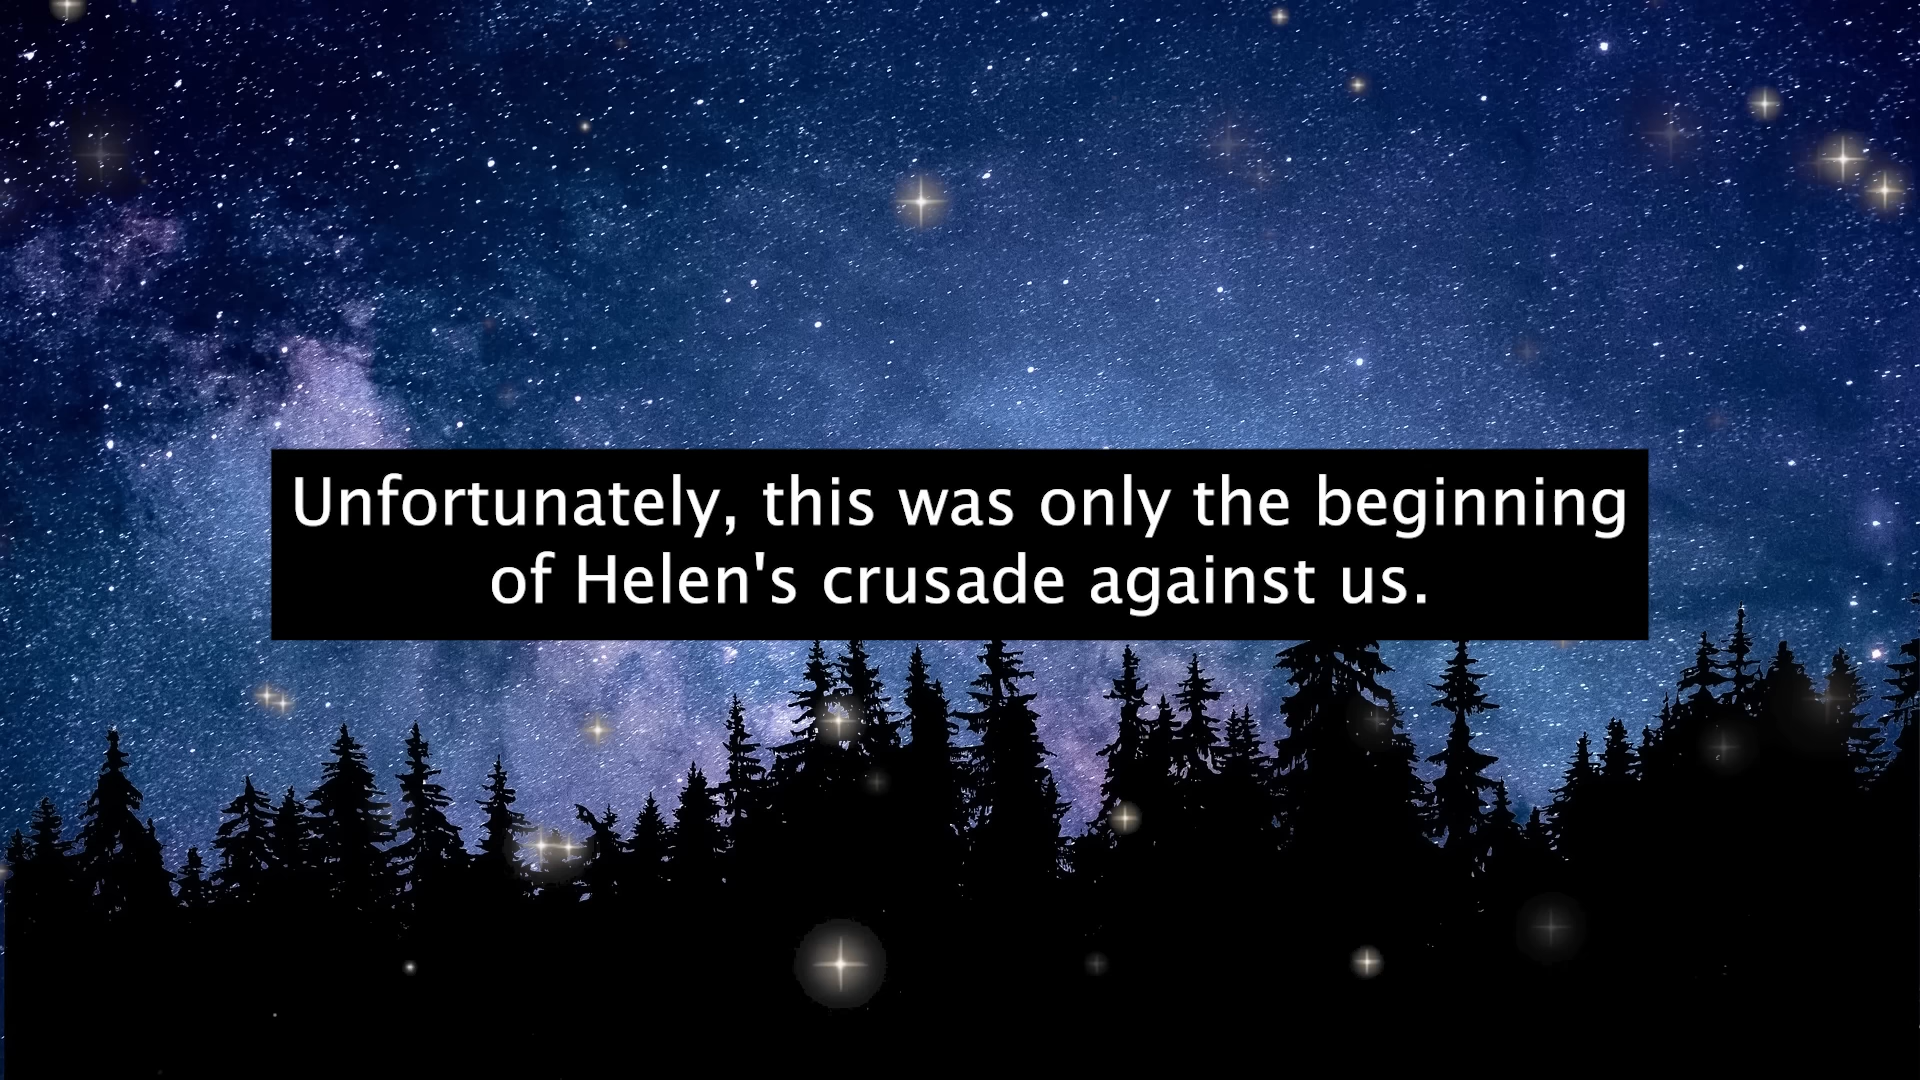 Unfortunately, this was only the beginning
of Helen's crusade against us.